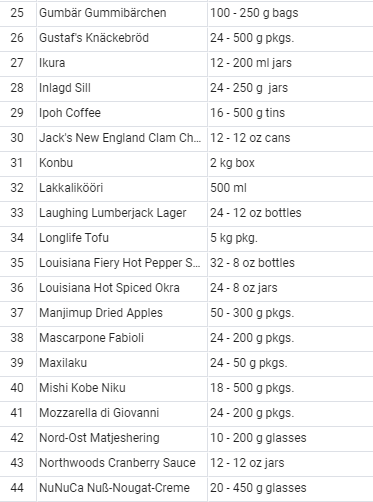 25 Gumbär Gummibärchen 100 - 250 g bags
26 Gustaf's Knäckebröd 24 - 500 g pkgs.
27 Ikura 12 - 200 ml jars
28 Inlagd Sill 24 - 250 g  jars
29 Ipoh Coffee 16 - 500 g tins
30 Jack's New England Clam Ch... 12 - 12 oz cans
31 Konbu 2 kg box
32 Lakkalikööri 500 ml
33 Laughing Lumberjack Lager 24 - 12 oz bottles
34 Longlife Tofu 5 kg pkg.
35 Louisiana Fiery Hot Pepper S... 32 - 8 oz bottles
36 Louisiana Hot Spiced Okra 24 - 8 oz jars
37 Manjimup Dried Apples 50 - 300 g pkgs.
38 Mascarpone Fabioli 24 - 200 g pkgs.
39 Maxilaku 24 - 50 g pkgs.
40 Mishi Kobe Niku 18 - 500 g pkgs.
41 Mozzarella di Giovanni 24 - 200 g pkgs.
42 Nord-Ost Matjeshering 10 - 200 g glasses
43 Northwoods Cranberry Sauce 12 - 12 oz jars
44 NuNuCa Nuß-Nougat-Creme 20 - 450 g glasses